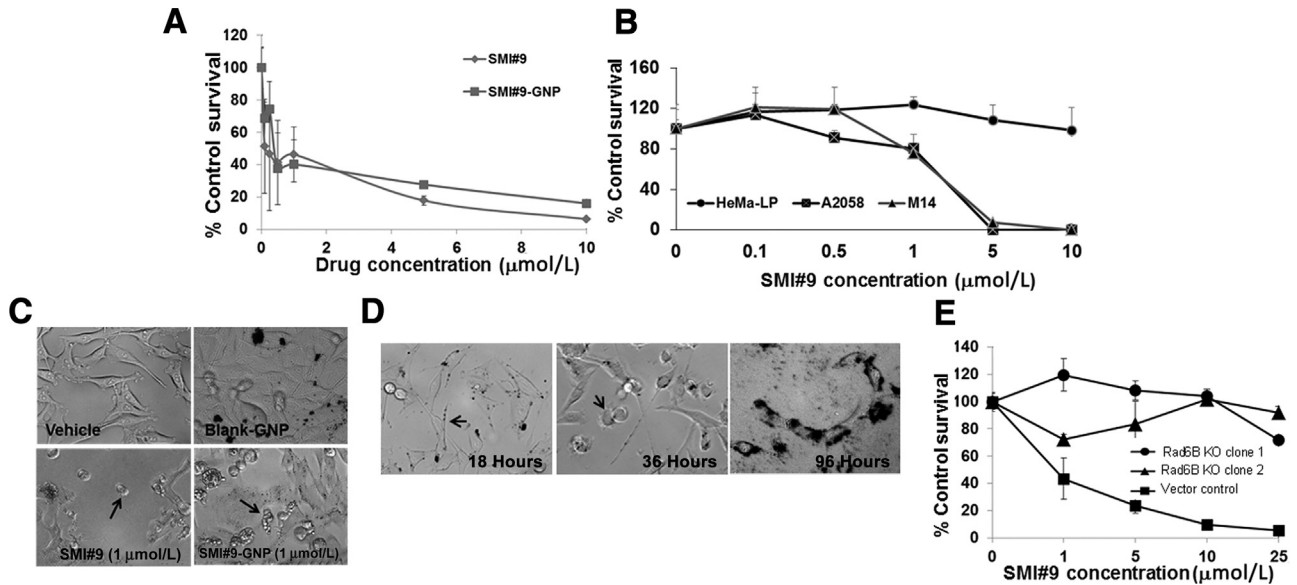 A
% Control survival
120
100
80
60
40
20
0
0 2 4 6 8 10
Drug concentration (μmol/L)
SMI#9
SMI#9-GNP
B
% Control survival
160
120
80
40
0
HeMa-LP A2058 M14
0 0.1 0.5 1 5 10
SMI#9 concentration (μmol/L)
C
Vehicle
Blank-GNP
SMI#9 (1 μmol/L)
SMI#9-GNP (1 μmol/L)
D
18 Hours
36 Hours
96 Hours
E
% Control survival
140
120
100
80
60
40
20
0
Rad6B KO clone 1
Rad6B KO clone 2
Vector control
0 1 5 10 25
SMI#9 concentration(μmol/L)